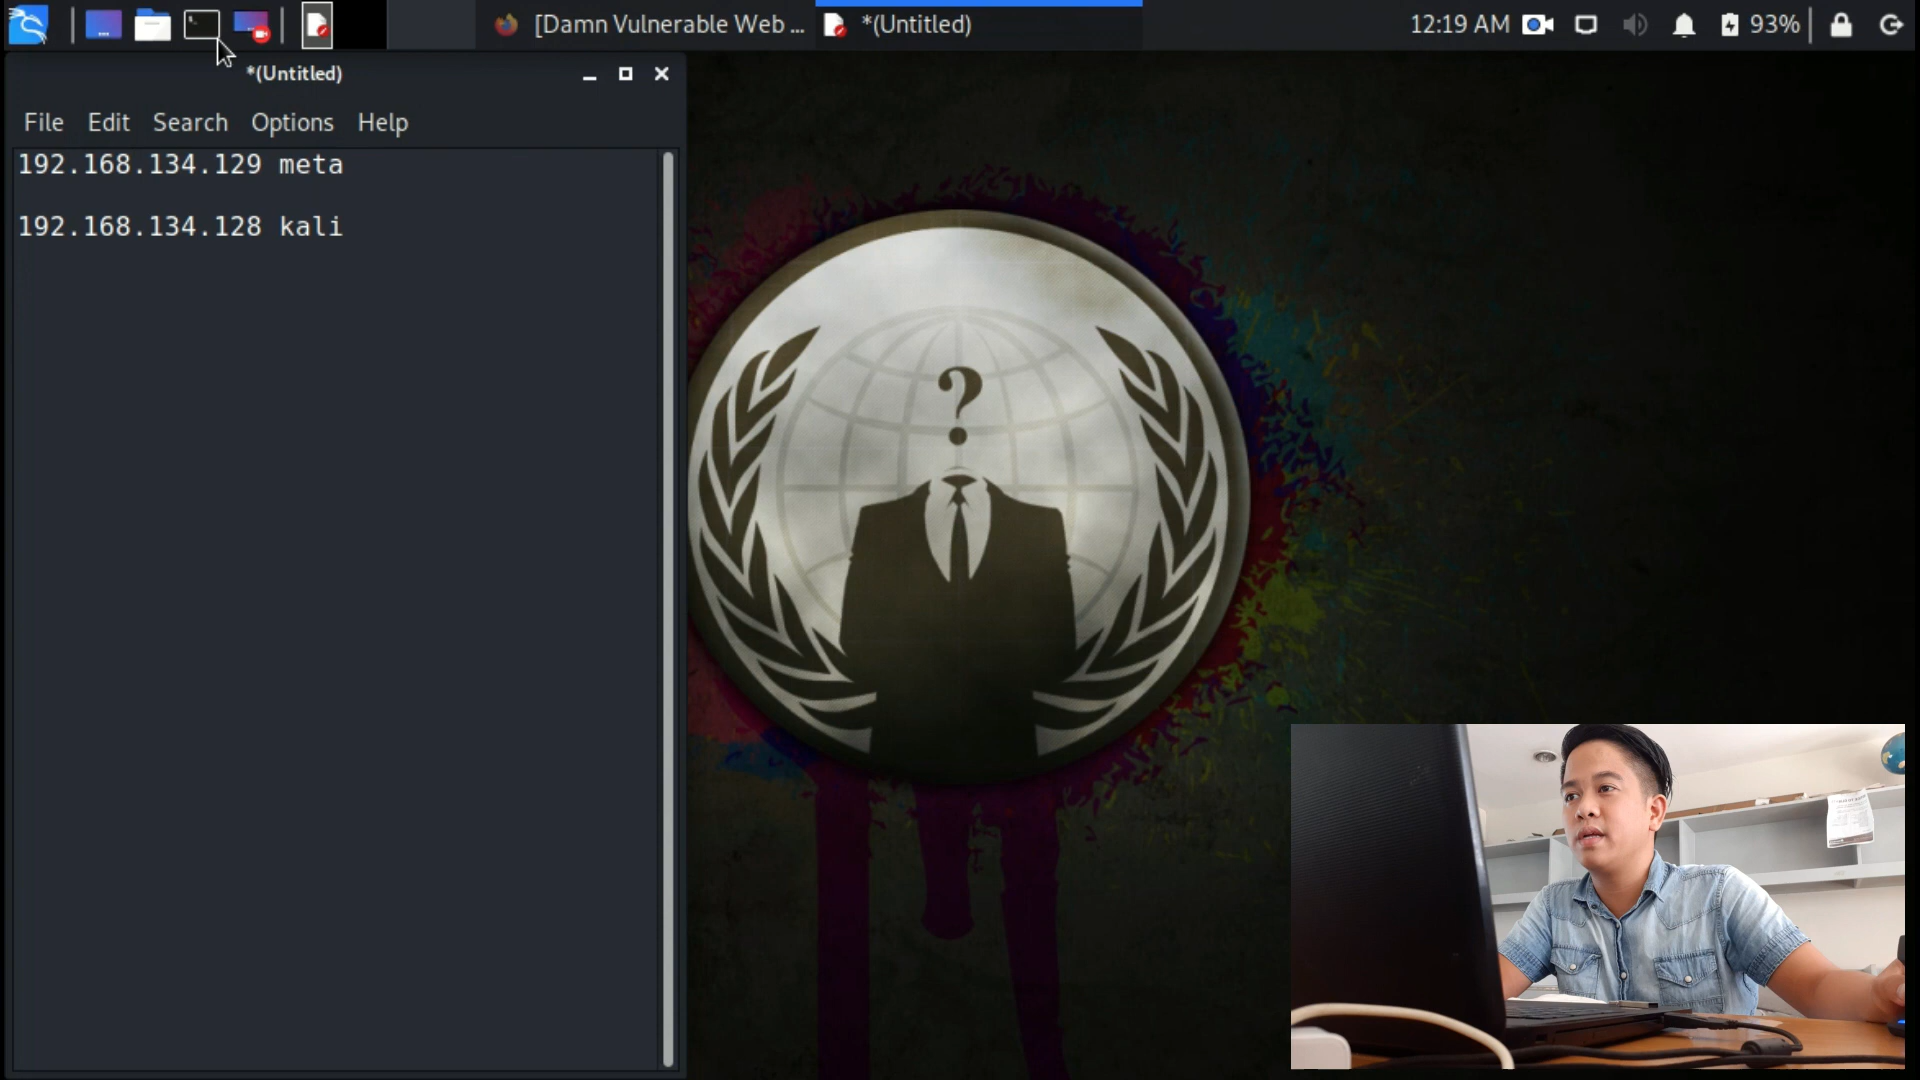 [Damn Vulnerable Web ...
*(Untitled)
12:19 AM
93%
*(Untitled)
File Edit Search Options Help
192.168.134.129 meta
192.168.134.128 kali
?